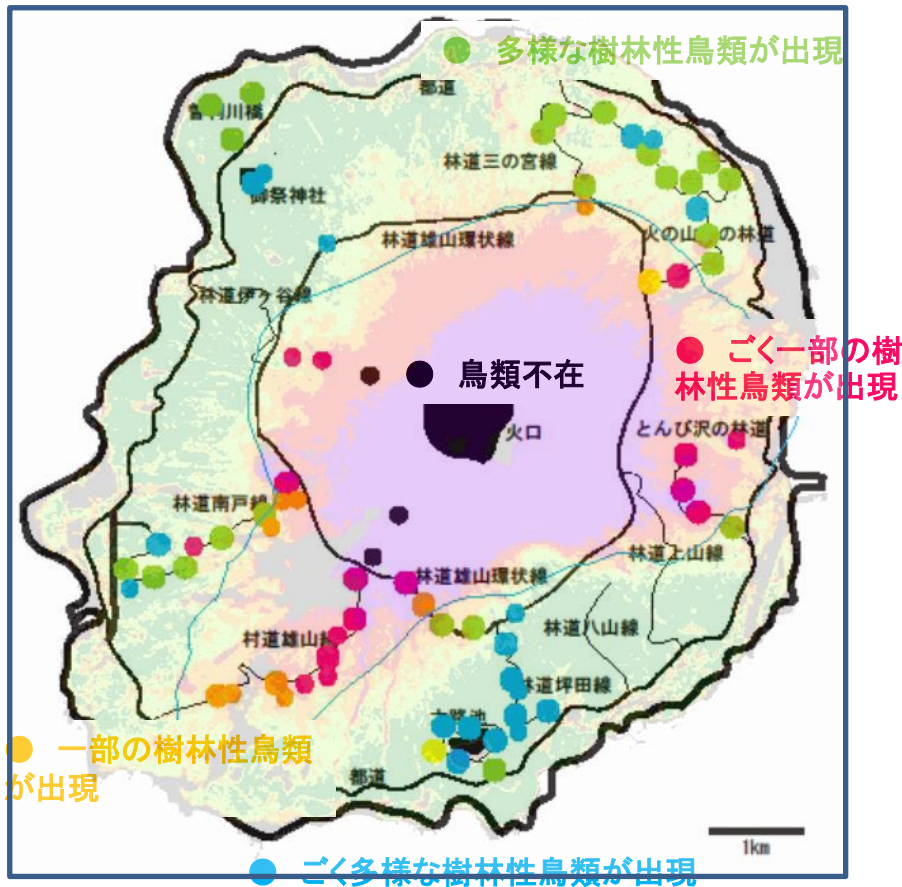 多様な樹林性鳥類が出現
都道
林道三の宮線
御祭神社
林道雄山環状線
火の山の林道
林道伊ヶ谷線
ごく一部の樹
林性鳥類が出現
鳥類不在
火口
とんび沢の林道
林道南戸線
林道上山線
林道雄山環状線
林道八山線
村道雄山線
林道坪田線
大路池
一部の樹林性鳥類
が出現
都道
1km
ごく多様な樹林性鳥類が出現